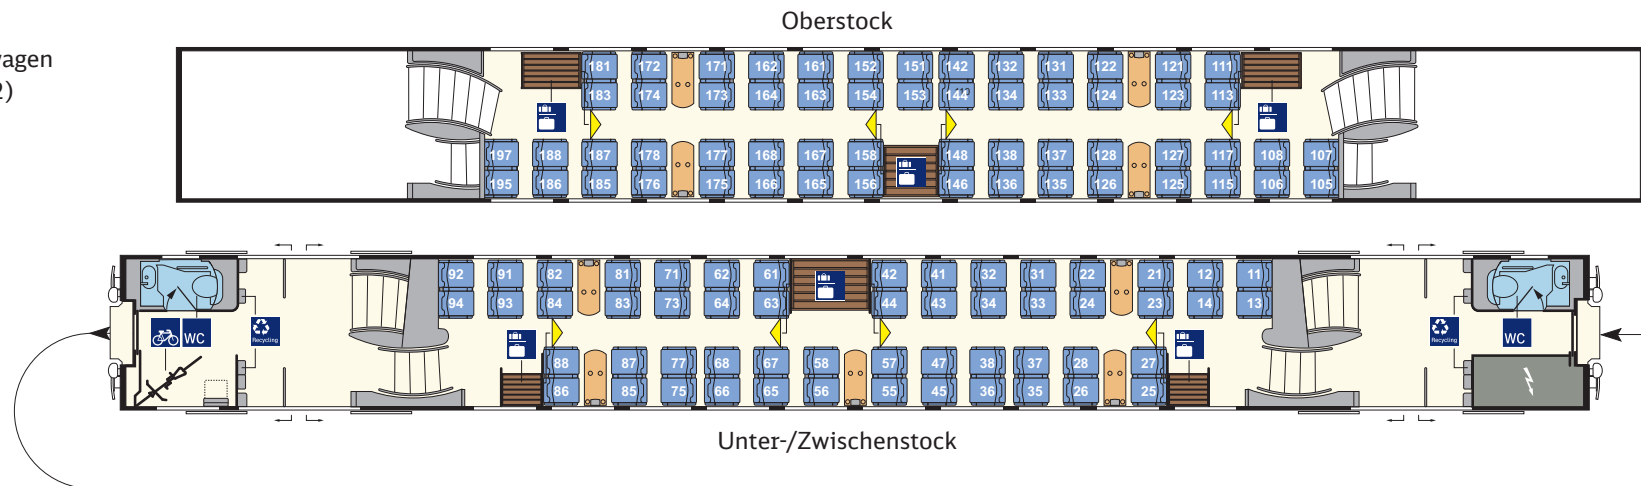 Oberstock
wagen
2)
181 172 171 162 161 152 151 142 132 131 122 121 111
183 174 173 164 163 154 153 144 134 133 124 123 113
197 188 187 178 177 168 167 158 148 138 137 128 127 117 108 107
195 186 185 176 175 166 165 156 146 136 135 126 125 115 106 105
92 91 82 81 71 62 61 42 41 32 31 22 21 12 11
94 93 84 83 73 64 63 44 43 34 33 24 23 14 13
WC Recycling Recycling WC
88 87 77 68 67 58 57 47 38 37 28 27
86 85 75 66 65 56 55 45 36 35 26 25
Unter-/Zwischenstock